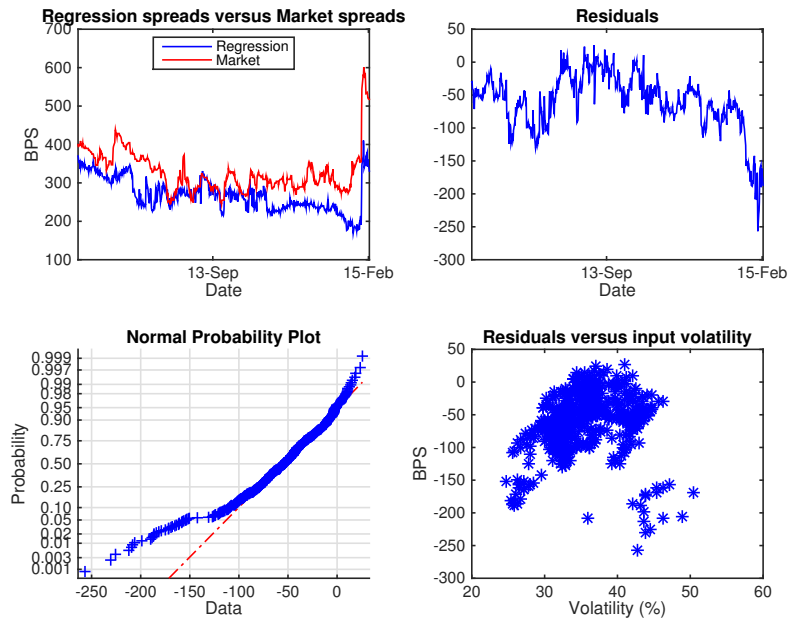 Regression spreads versus Market spreads
700
600
500
400
300
200
100
BPS
Regression
Market
13-Sep
15-Feb
Date
Residuals
50
0
-50
-100
-150
-200
-250
-300
BPS
13-Sep
15-Feb
Date
Normal Probability Plot
0.999
0.997
0.99
0.98
0.95
0.90
0.75
0.50
0.25
0.10
0.05
0.02
0.01
0.003
0.001
Probability
-250
-200
-150
-100
-50
0
Data
Residuals versus input volatility
50
0
-50
-100
-150
-200
-250
-300
BPS
20
30
40
50
60
Volatility (%)